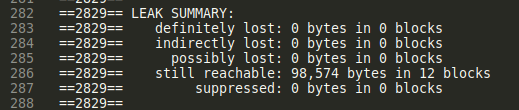 282 ==2829== LEAK SUMMARY:
283 ==2829==    definitely lost: 0 bytes in 0 blocks
284 ==2829==    indirectly lost: 0 bytes in 0 blocks
285 ==2829==      possibly lost: 0 bytes in 0 blocks
286 ==2829==    still reachable: 98,574 bytes in 12 blocks
287 ==2829==         suppressed: 0 bytes in 0 blocks
288 ==2829==